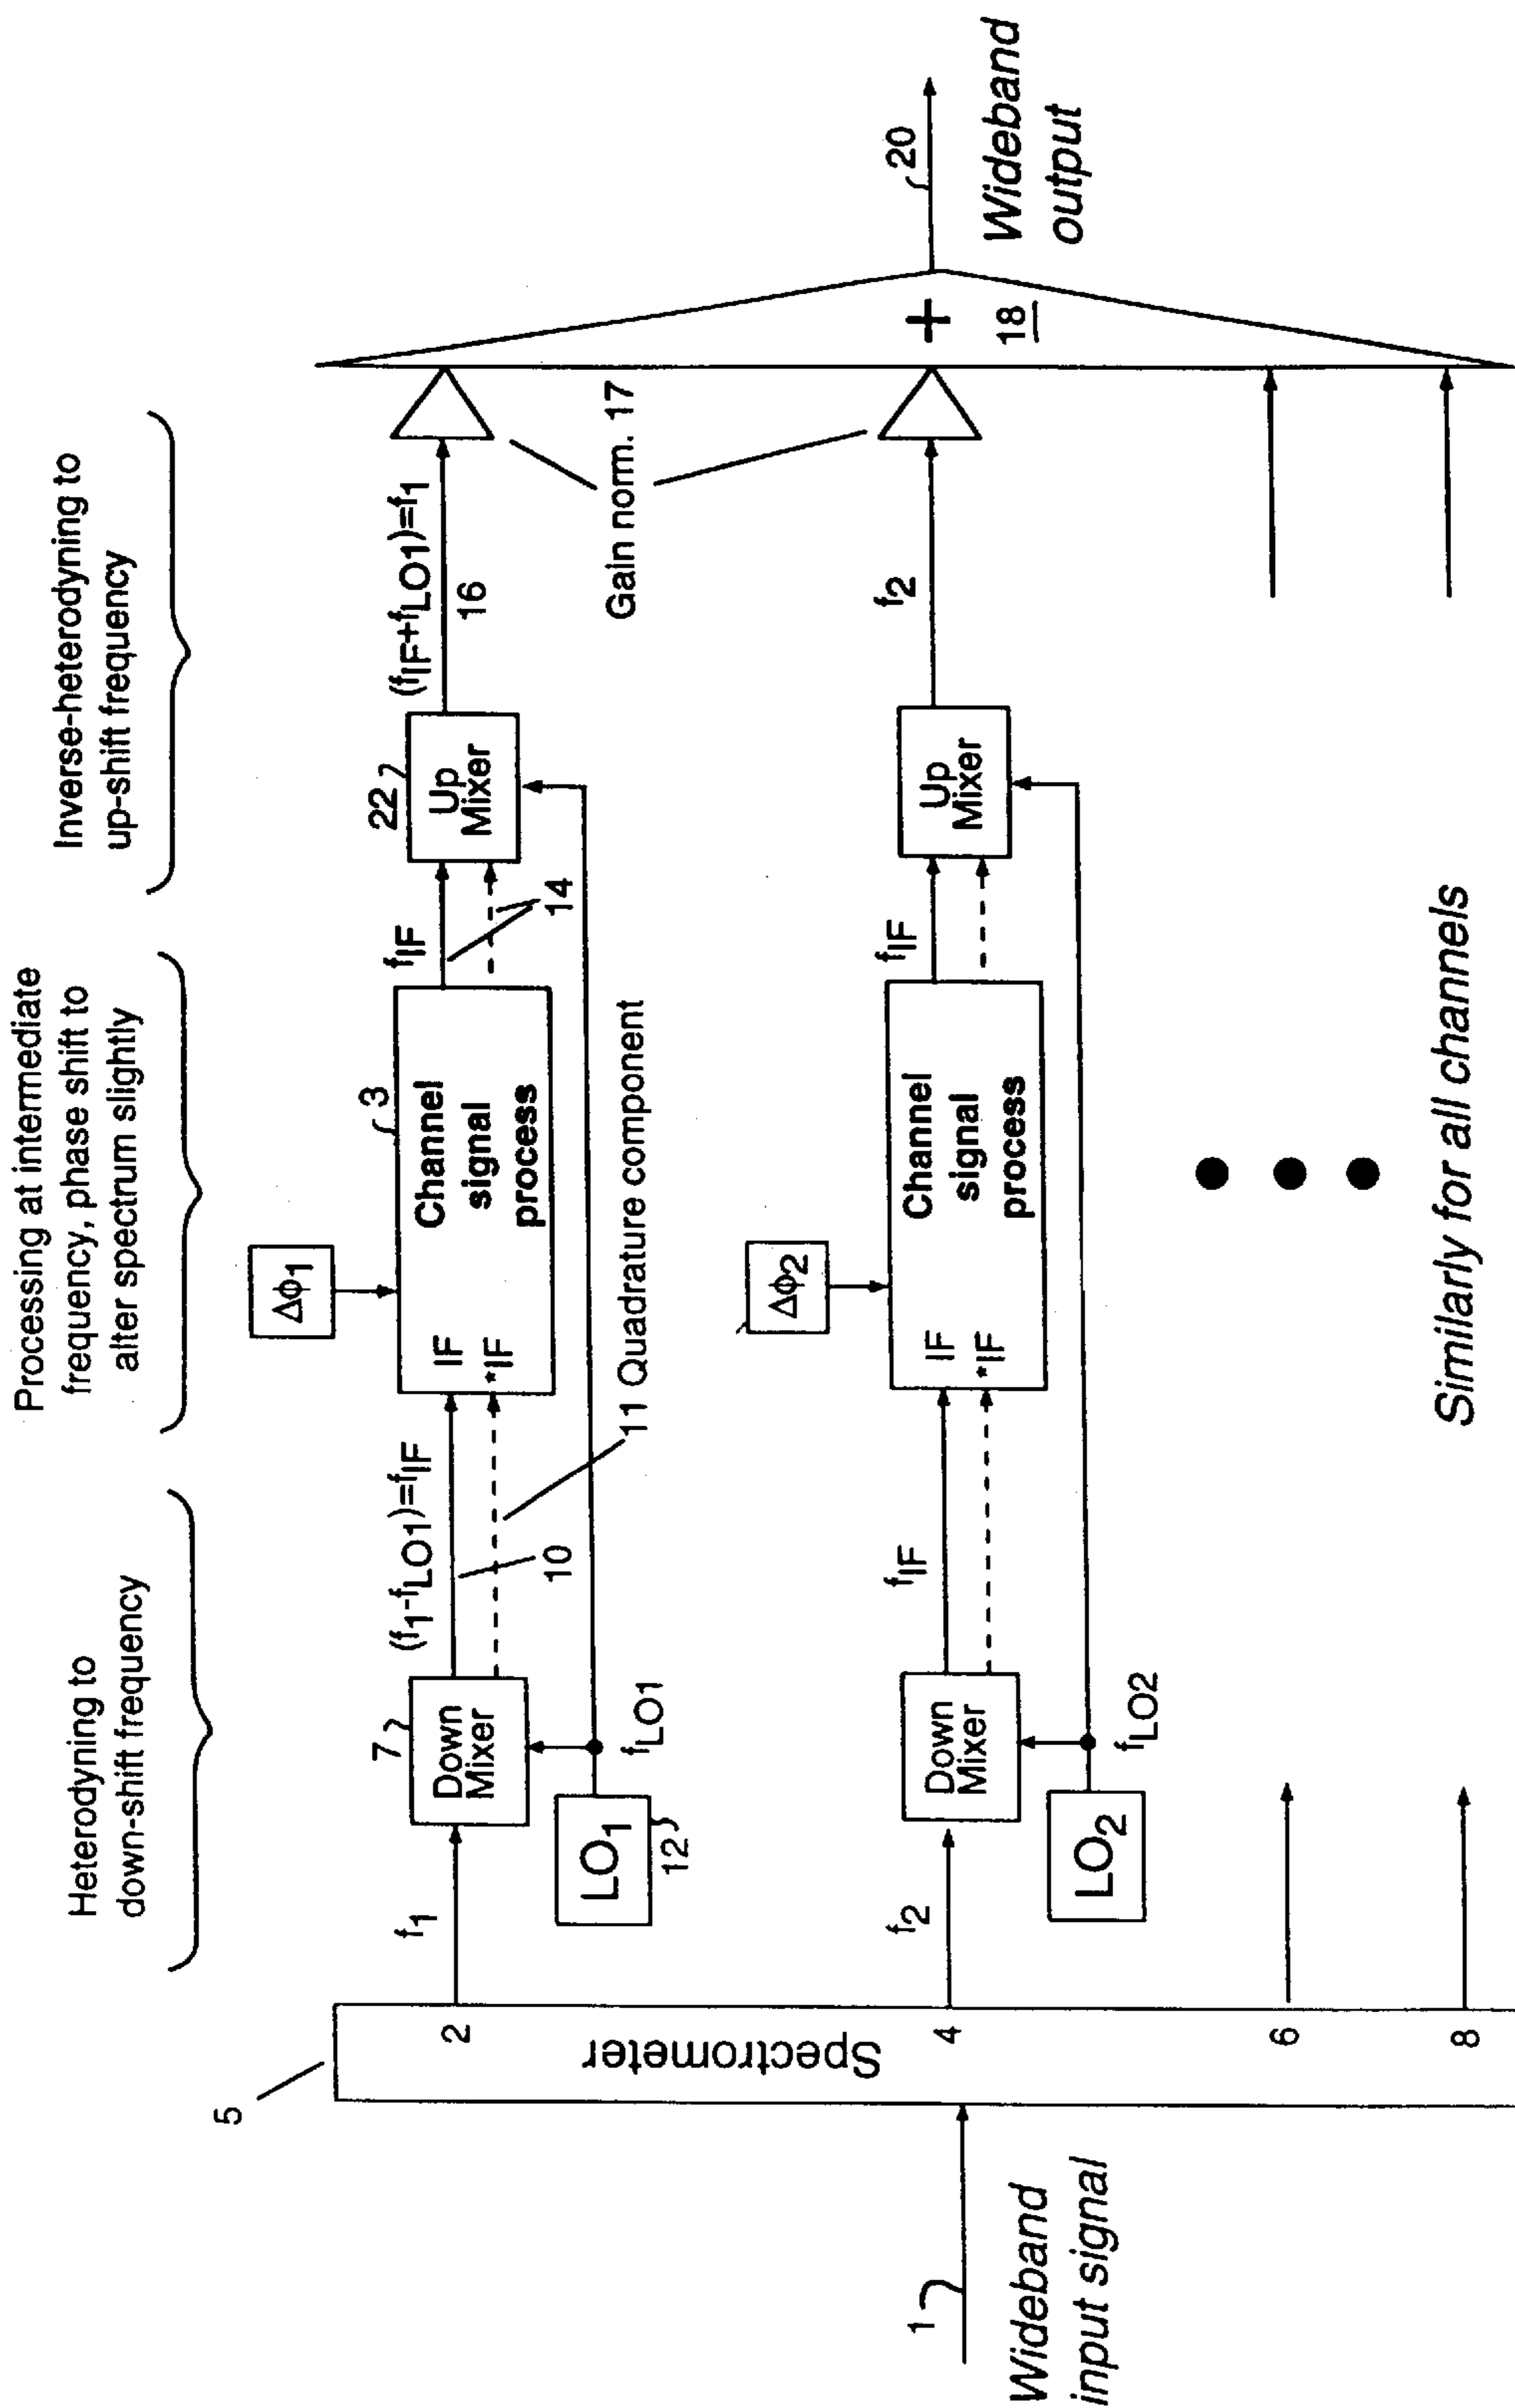 Heterodyning to
down-shift frequency
Processing at intermediate
frequency, phase shift to
alter spectrum slightly
Inverse-heterodyning to
up-shift frequency
5
Spectrometer
2
4
6
8
1
Wideband
input signal
f1
7
Down
Mixer
(f1-fLO1)=fIF
10
11 Quadrature component
LO1
12
fLO1
Δϕ1
3
IF
*IF
Channel
signal
process
fIF
14
22
Up
Mixer
(fIF+fLO1)=f1
16
Gain norm. 17
f2
Down
Mixer
fIF
LO2
fLO2
Δϕ2
IF
*IF
Channel
signal
process
fIF
Up
Mixer
f2
+
18
20
Wideband
output
Similarly for all channels